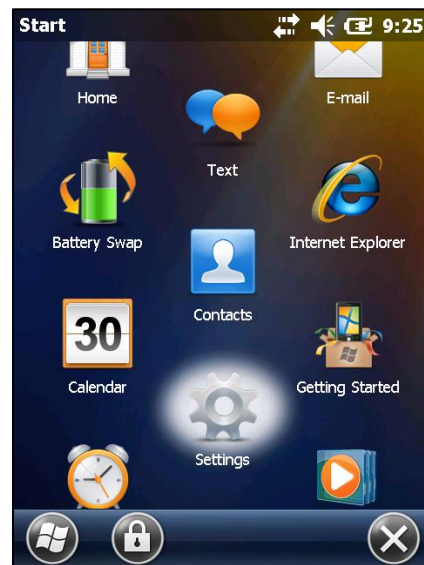 Start 9:25
Home
E-mail
Text
Battery Swap
Internet Explorer
Contacts
30
Calendar
Getting Started
Settings